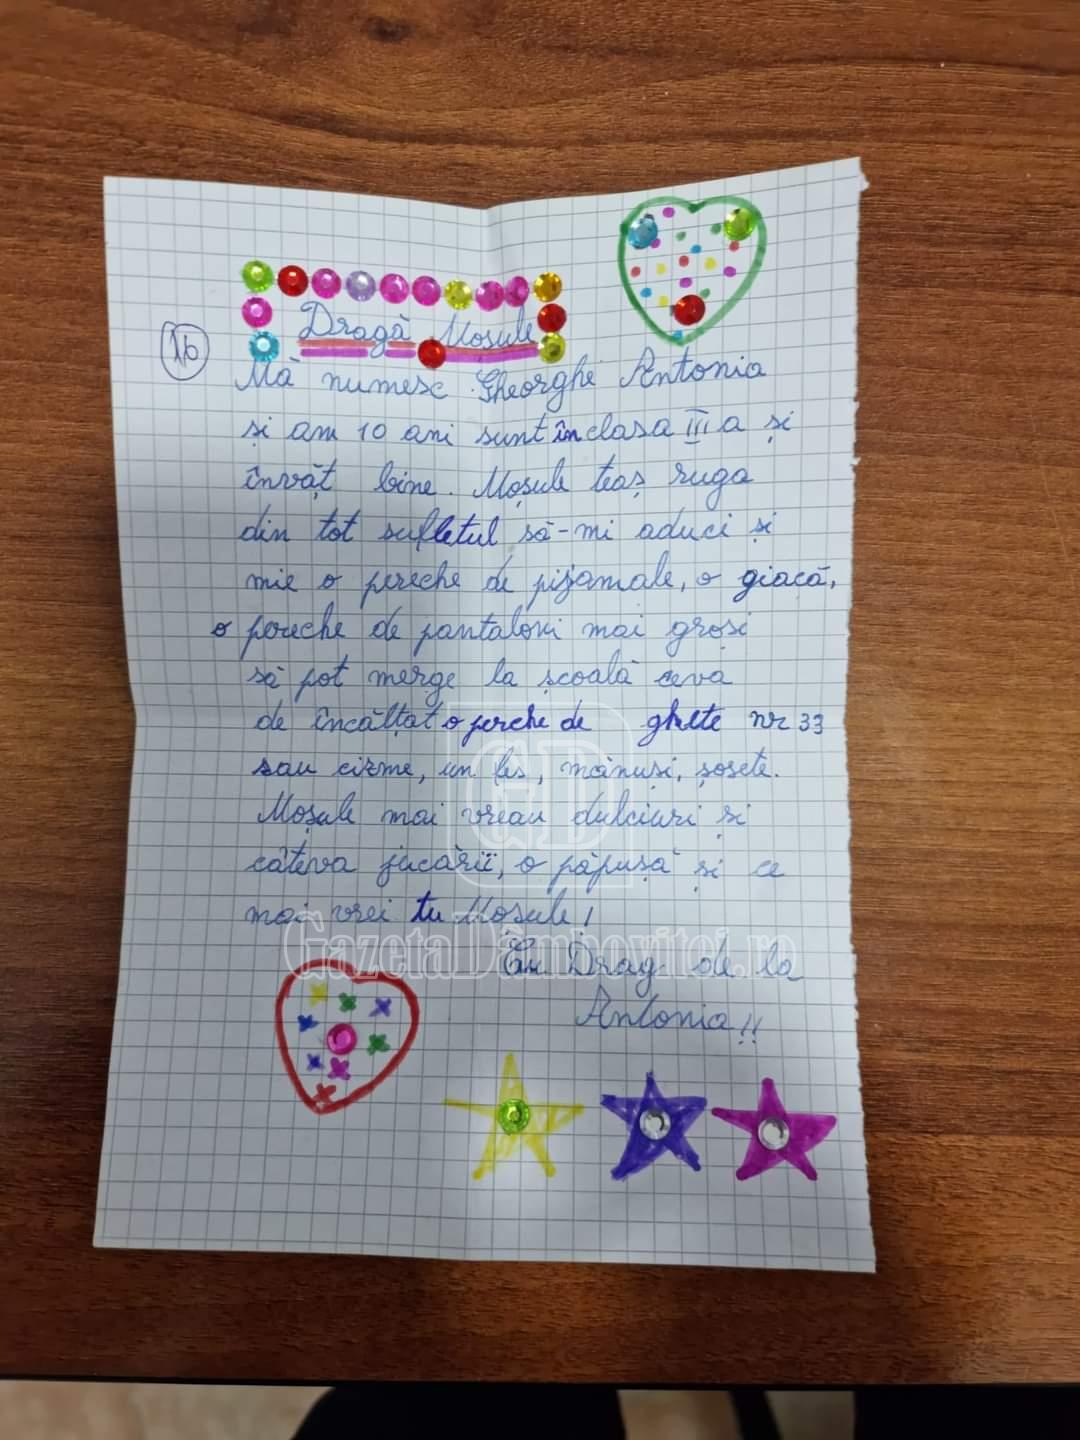 16
Dragă Moșule
Mă numesc Gheorghe Antonia
și am 10 ani sunt în clasa III a și
învăț bine. Moșule teaș ruga
din tot sufletul să-mi aduci și
mie o pereche de pijamale, o giacă,
o pereche de pantaloni mai groși
să pot merge la școală ceva
de încălțat o perche de ghete nr 33
sau cizme, un fes, mănuși, șosete.
Moșule mai vreau dulciuri și
câteva jucării, o păpușă și ce
mai vrei tu Moșule!
Cu Drag de la
Antonia!!
GD
GazetaDâmboviței.ro